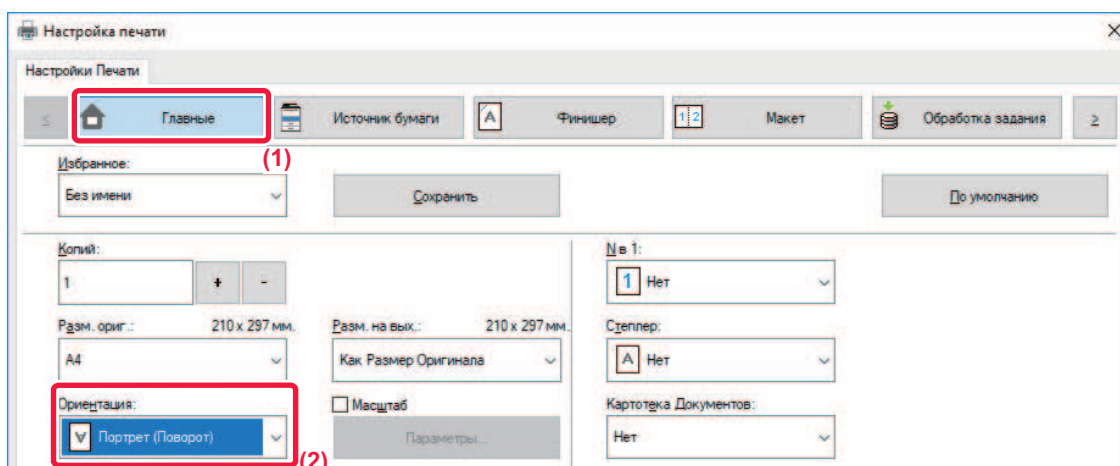 Настройка печати
Настройки Печати
Главные
Источник бумаги
Финишер
Макет
Обработка задания
(1)
Избранное:
Без имени
Сохранить
По умолчанию
Копий:
1
+
-
N в 1:
1 Нет
Разм. ориг.: 210 x 297 мм.
Разм. на вых.: 210 x 297 мм.
Степлер:
A4
Как Размер Оригинала
A Нет
Ориентация:
Масштаб
Картотека Документов:
A Портрет (Поворот)
Параметры...
Нет
(2)